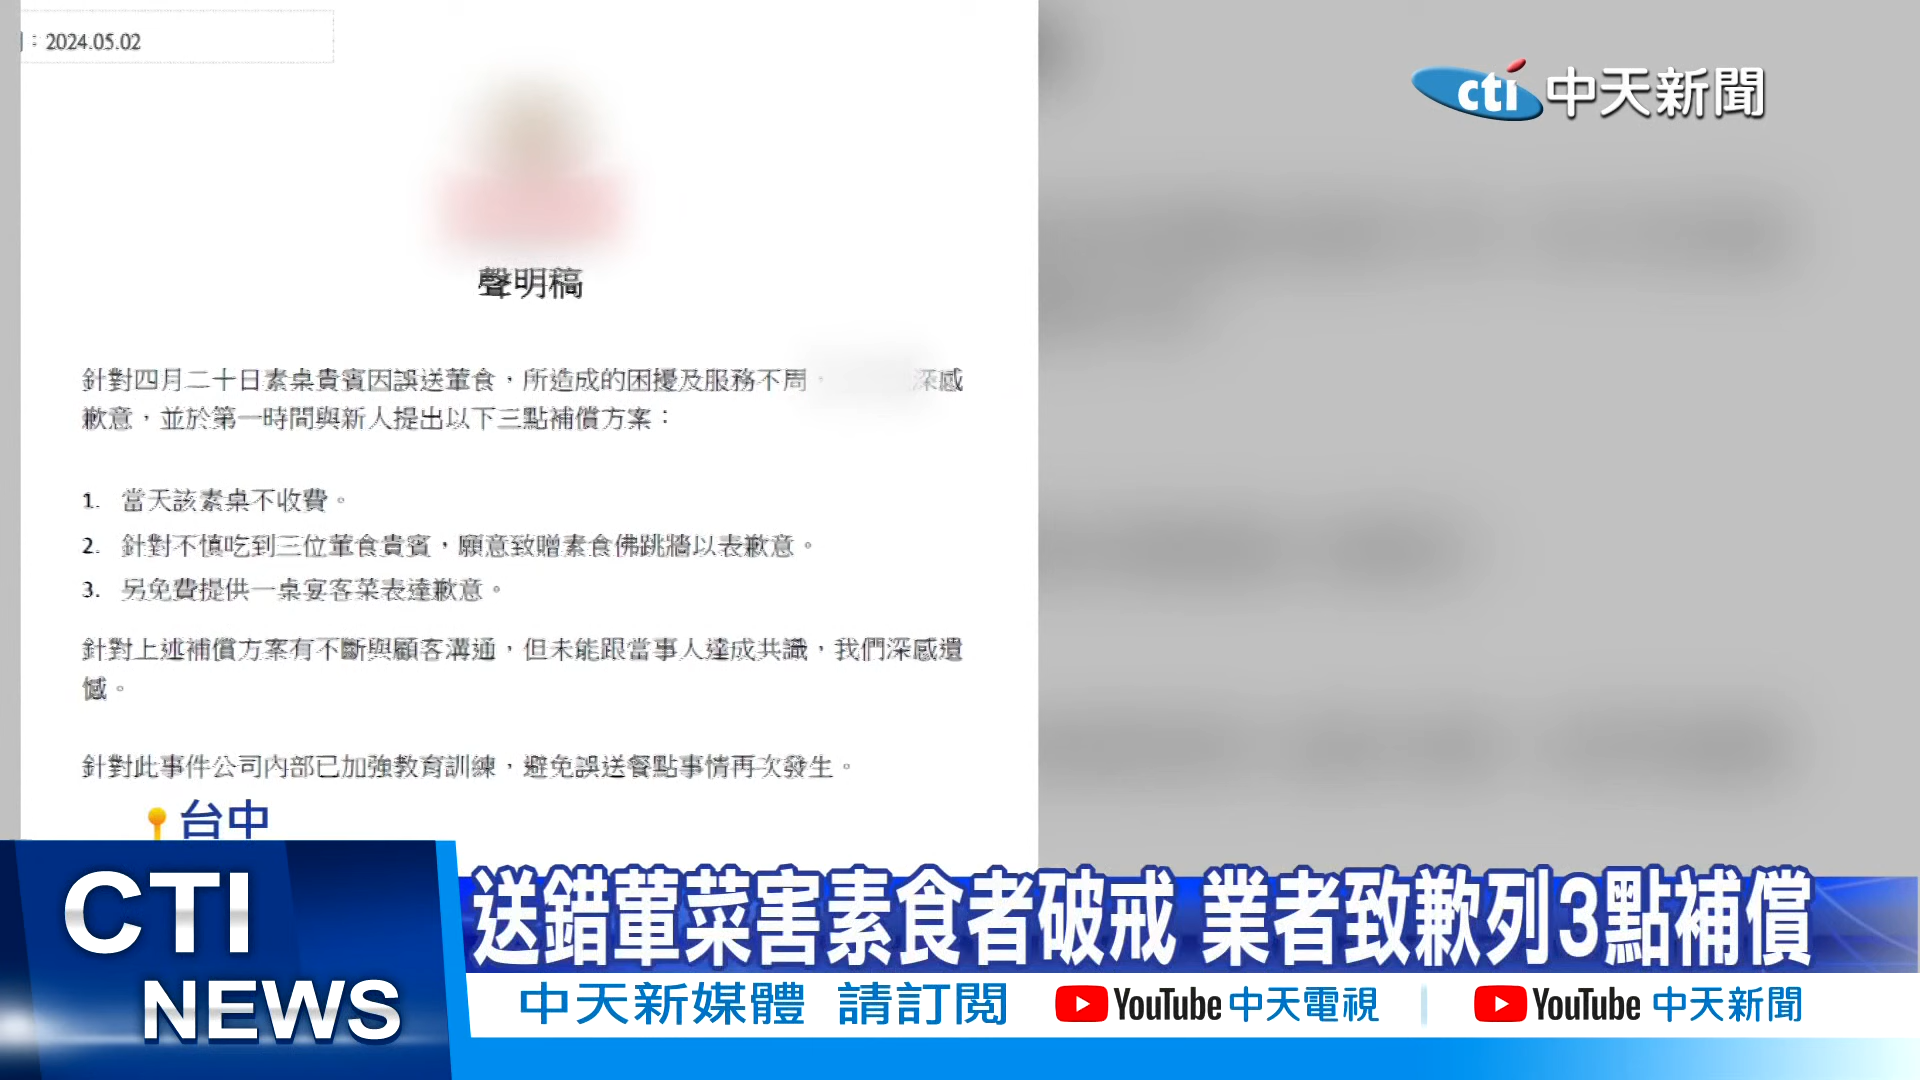 ：2024.05.02
cti 中天新聞
聲明稿
針對四月二十日素桌貴賓因誤送葷食，所造成的困擾及服務不周，深感
歉意，並於第一時間與新人提出以下三點補償方案：
1. 當天該素桌不收費。
2. 針對不慎吃到三位葷食貴賓，願意致贈素食佛跳牆以表歉意。
3. 另免費提供一桌宴客菜表達歉意。
針對上述補償方案有不斷與顧客溝通，但未能跟當事人達成共識，我們深感遺
憾。
針對此事件公司內部已加強教育訓練，避免誤送餐點事情再次發生。
台中
CTI
NEWS
送錯葷菜害素食者破戒 業者致歉列3點補償
中天新媒體 請訂閱 YouTube 中天電視 | YouTube 中天新聞